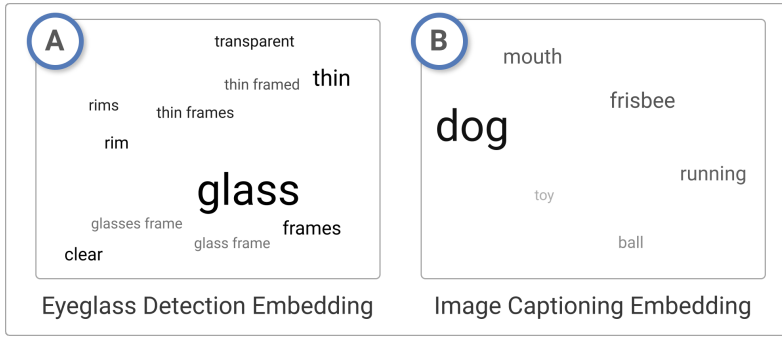 A
transparent
thin framed
thin
rims
thin frames
rim
glass
glasses frame
frames
glass frame
clear
Eyeglass Detection Embedding
B
mouth
frisbee
dog
running
toy
ball
Image Captioning Embedding